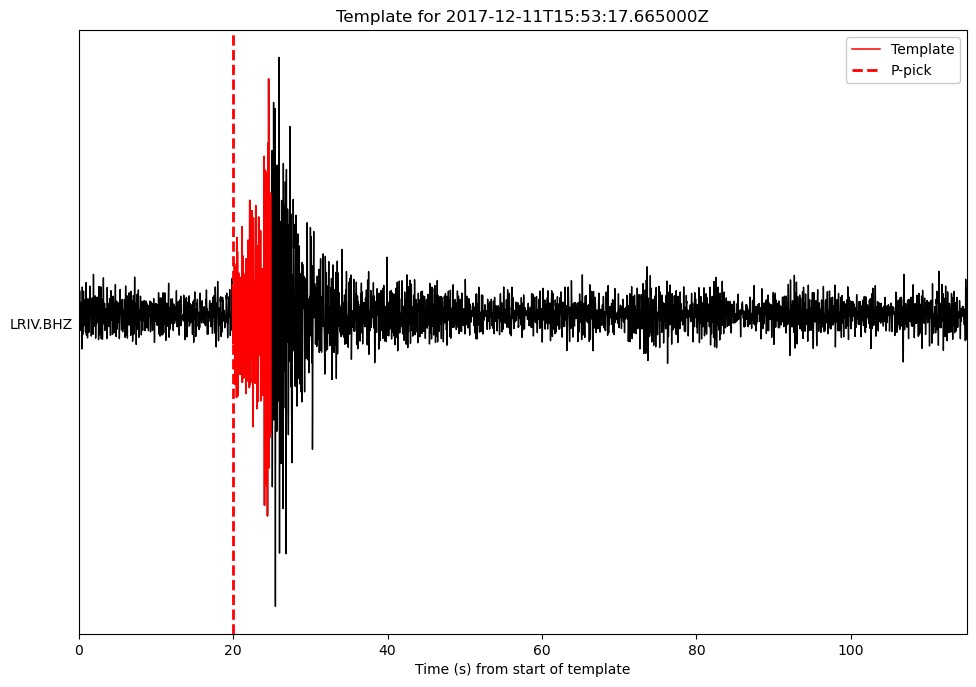 Template for 2017-12-11T15:53:17.665000Z
Template
P-pick
LRIV.BHZ
0 20 40 60 80 100
Time (s) from start of template